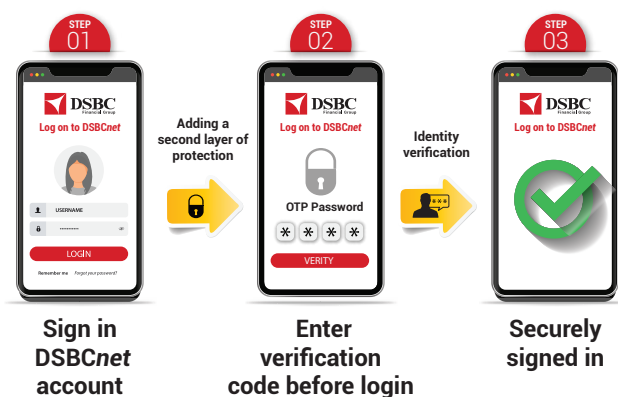 STEP
01
DSBC
Financial Group
Log on to DSBCnet
USERNAME
**********
LOGIN
Remember me Forgot your password?
Sign in
DSBCnet
account
Adding a
second layer of
protection
STEP
02
DSBC
Financial Group
Log on to DSBCnet
OTP Password
* * * *
VERITY
Enter
verification
code before login
Identity
verification
***
STEP
03
DSBC
Financial Group
Log on to DSBCnet
Securely
signed in